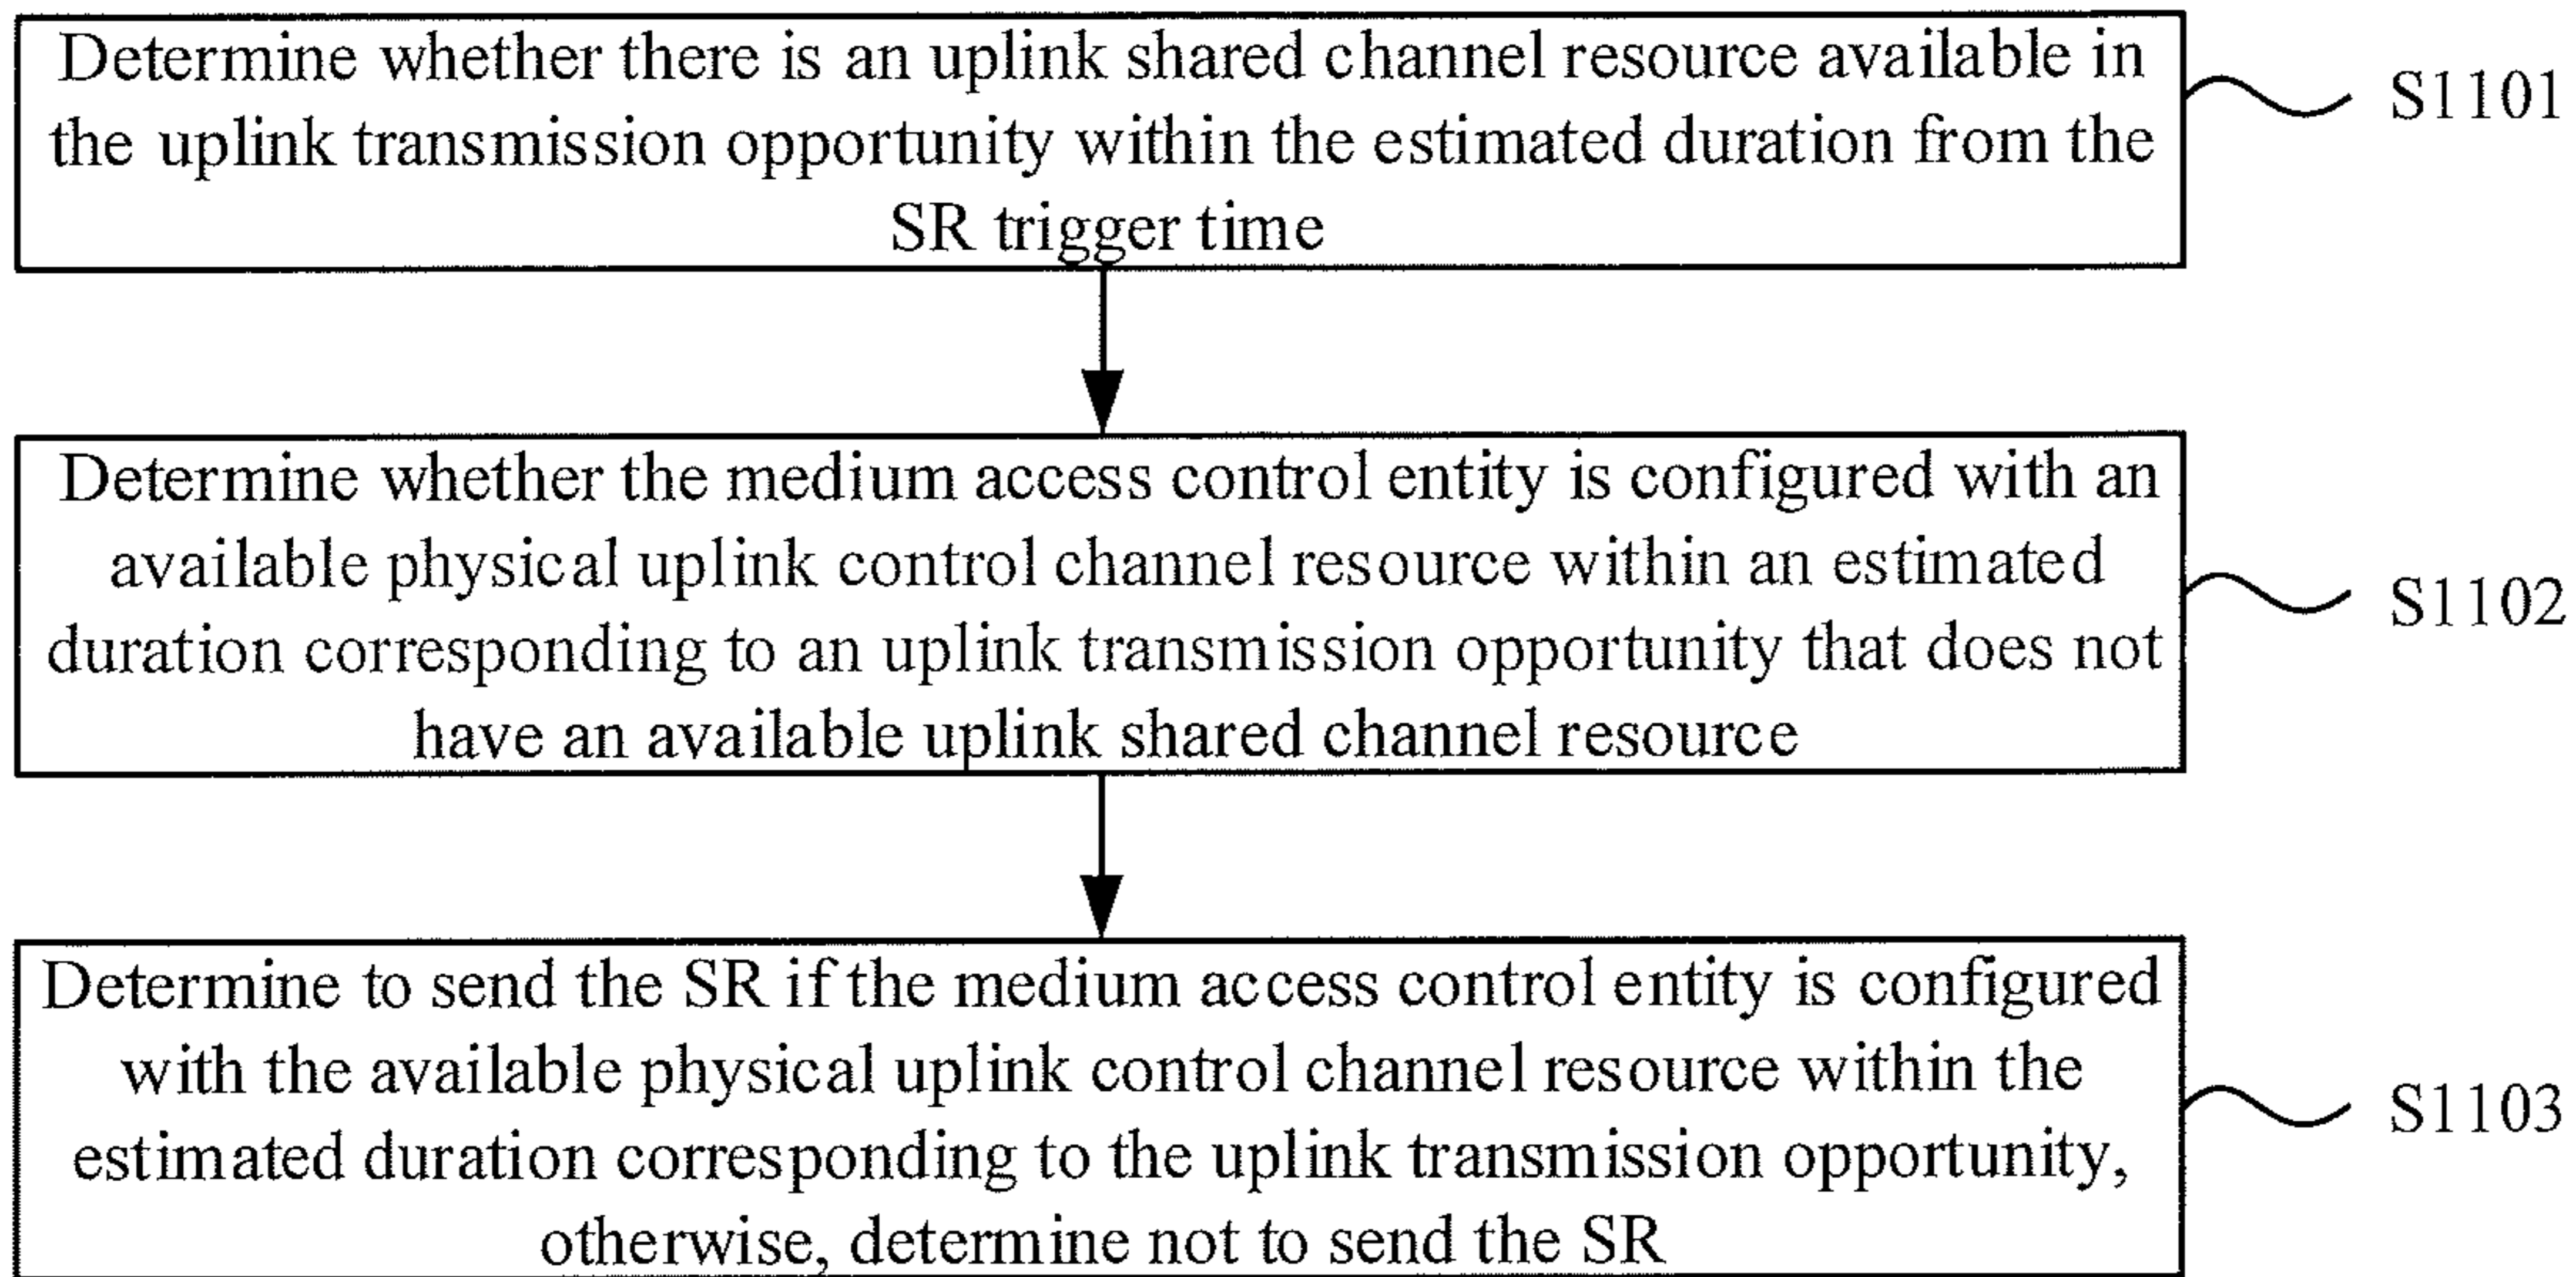 Determine whether there is an uplink shared channel resource available in
the uplink transmission opportunity within the estimated duration from the
SR trigger time
S1101
Determine whether the medium access control entity is configured with an
available physical uplink control channel resource within an estimated
duration corresponding to an uplink transmission opportunity that does not
have an available uplink shared channel resource
S1102
Determine to send the SR if the medium access control entity is configured
with the available physical uplink control channel resource within the
estimated duration corresponding to the uplink transmission opportunity,
otherwise, determine not to send the SR
S1103